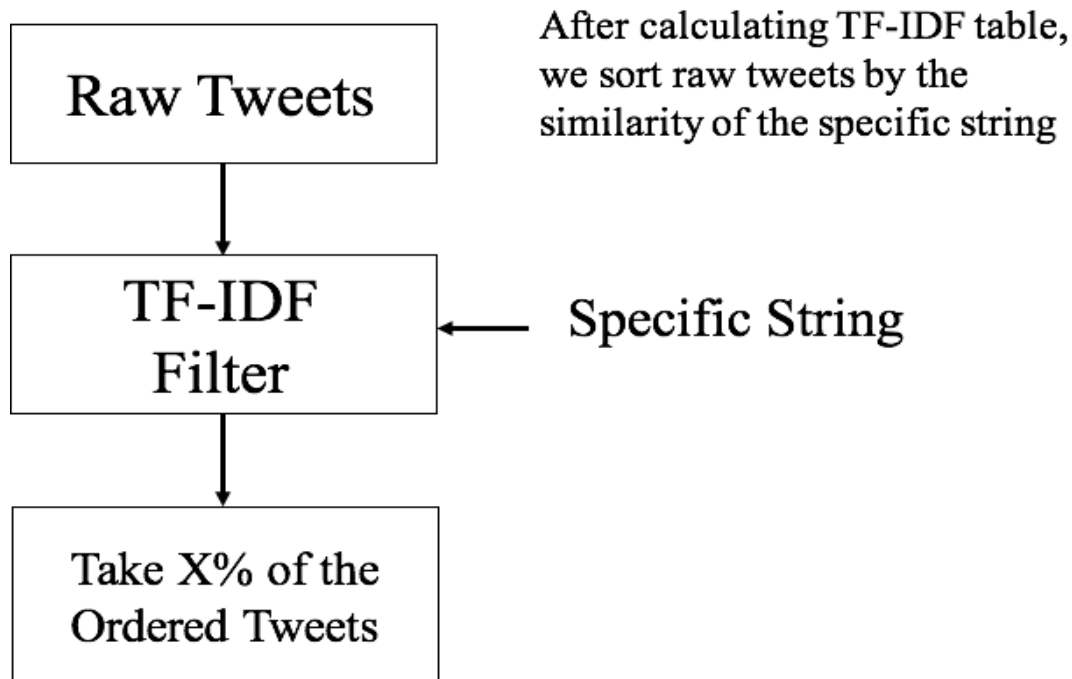 After calculating TF-IDF table,
we sort raw tweets by the
similarity of the specific string
Raw Tweets
TF-IDF
Filter
Specific String
Take X% of the
Ordered Tweets